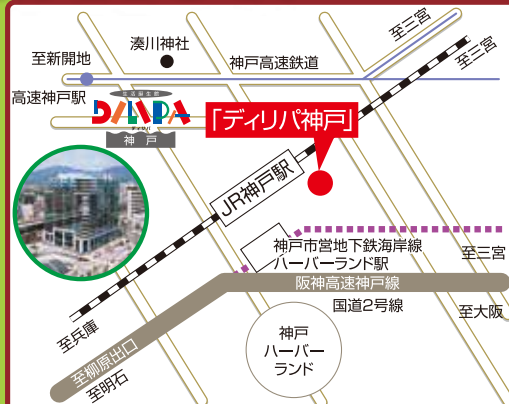 至三宮
湊川神社
至新開地
神戸高速鉄道
至三宮
高速神戸駅
神戸
「ディリパ神戸」
JR神戸駅
神戸市営地下鉄海岸線
ハーバーランド駅
至三宮
阪神高速神戸線
国道2号線
至大阪
至兵庫
至柳原出口
至明石
神戸
ハーバー
ランド